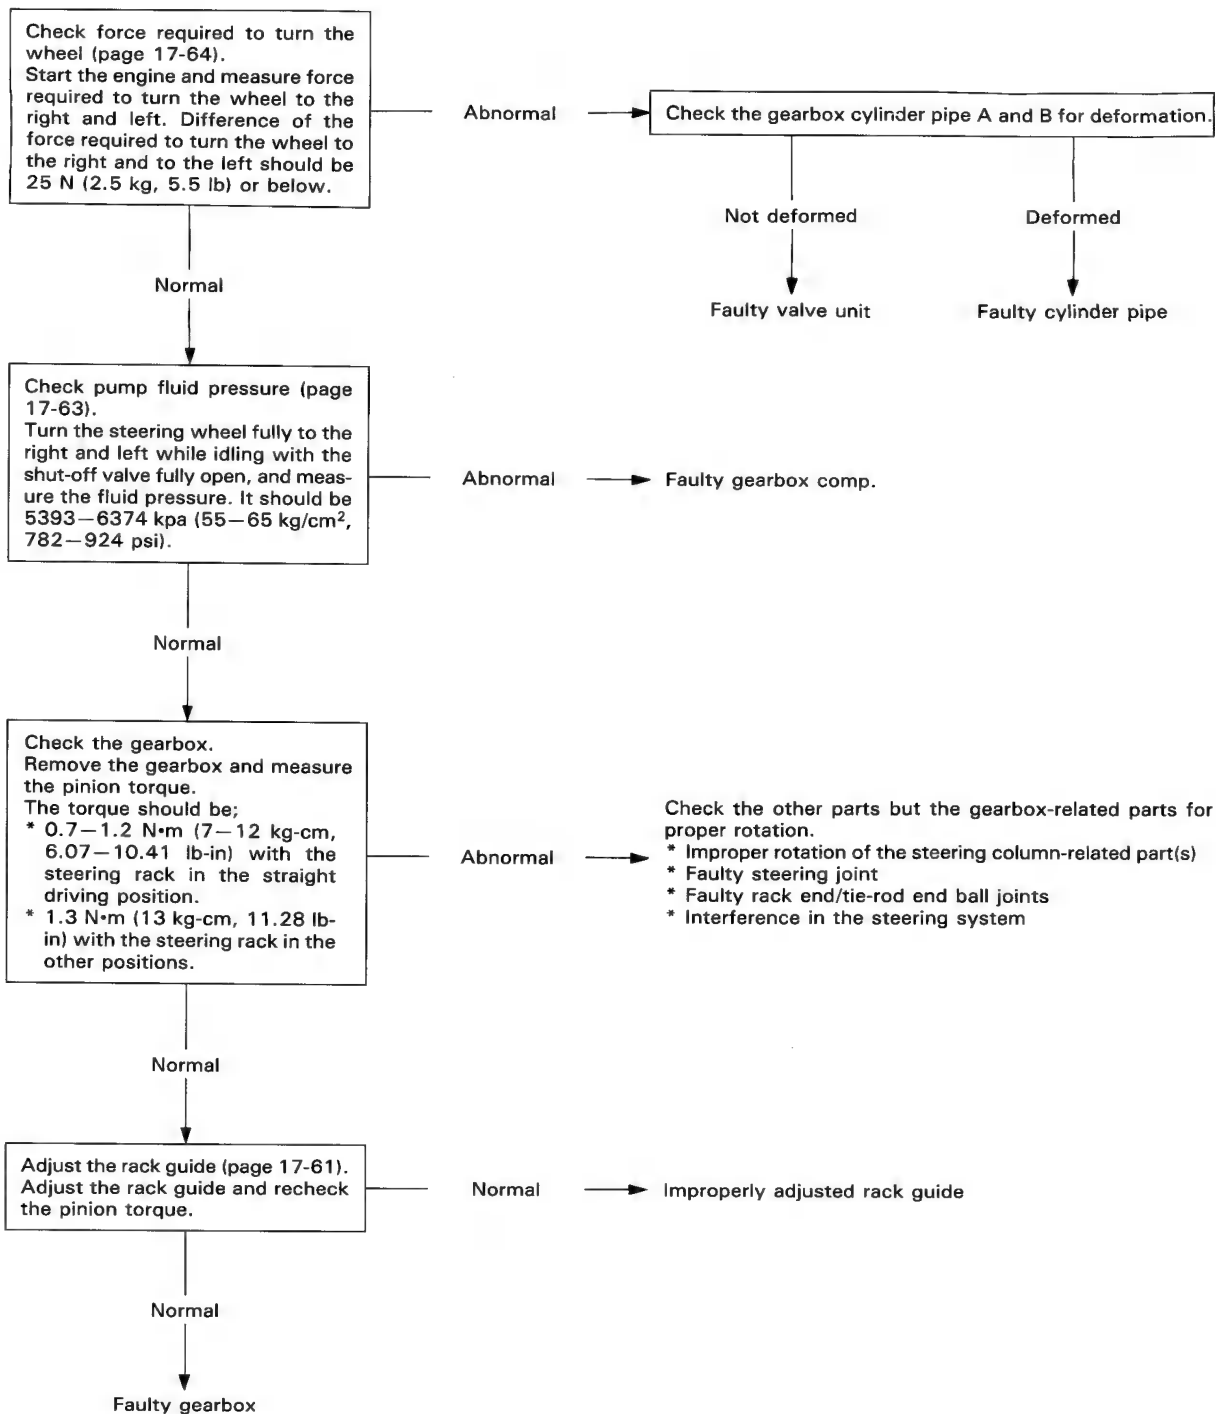 Check force required to turn the
wheel (page 17-64).
Start the engine and measure force
required to turn the wheel to the
right and left. Difference of the
force required to turn the wheel to
the right and to the left should be
25 N (2.5 kg, 5.5 lb) or below.
Abnormal
Check the gearbox cylinder pipe A and B for deformation.
Not deformed
Deformed
Faulty valve unit
Faulty cylinder pipe
Normal
Check pump fluid pressure (page
17-63).
Turn the steering wheel fully to the
right and left while idling with the
shut-off valve fully open, and meas-
ure the fluid pressure. It should be
5393—6374 kpa (55—65 kg/cm², 
782—924 psi).
Abnormal
Faulty gearbox comp.
Normal
Check the gearbox.
Remove the gearbox and measure
the pinion torque.
The torque should be;
* 0.7—1.2 N•m (7—12 kg-cm,
6.07—10.41 lb-in) with the
steering rack in the straight
driving position.
* 1.3 N•m (13 kg-cm, 11.28 lb-
in) with the steering rack in the
other positions.
Abnormal
Check the other parts but the gearbox-related parts for
proper rotation.
* Improper rotation of the steering column-related part(s)
* Faulty steering joint
* Faulty rack end/tie-rod end ball joints
* Interference in the steering system
Normal
Adjust the rack guide (page 17-61).
Adjust the rack guide and recheck
the pinion torque.
Normal
Improperly adjusted rack guide
Normal
Faulty gearbox